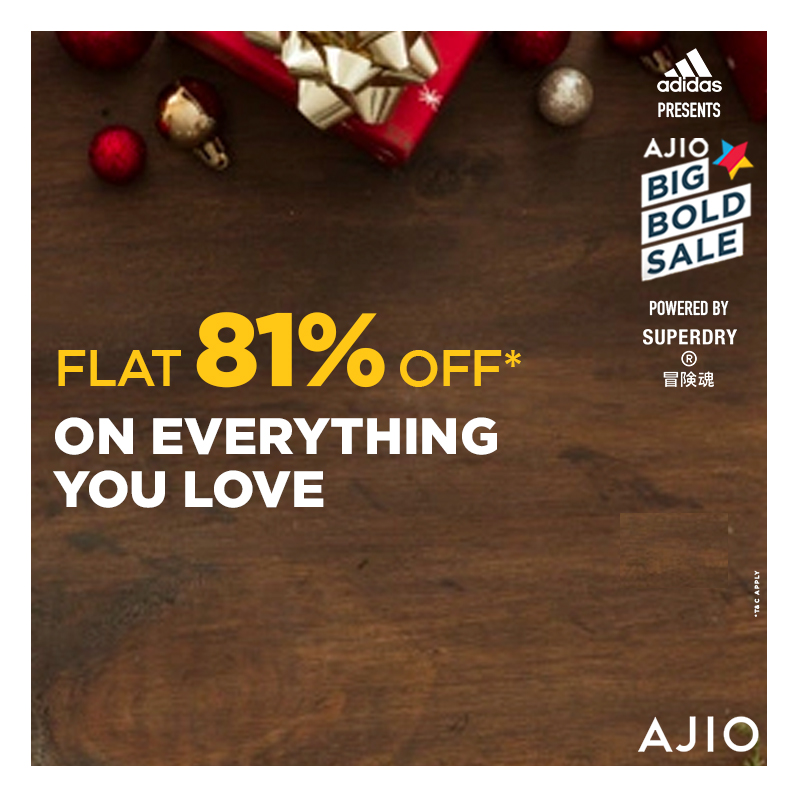 adidas
PRESENTS
AJIO
BIG
BOLD
SALE
POWERED BY
SUPERDRY
®
冒険魂
FLAT 81% OFF*
ON EVERYTHING
YOU LOVE
*T&C APPLY
AJIO